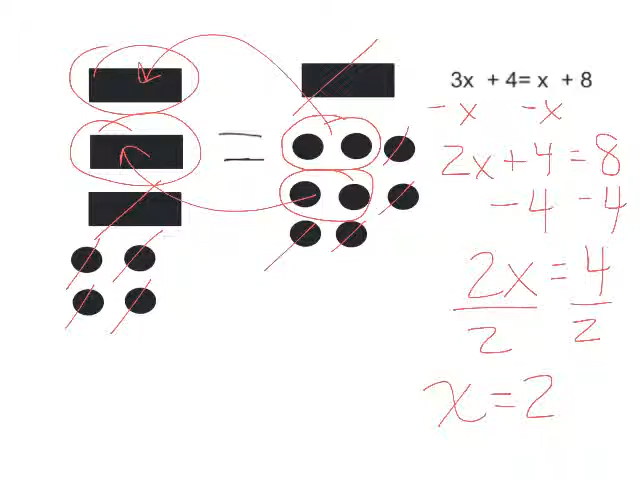 3x + 4= x + 8
- x - x
2x + 4 = 8
- 4 - 4
2x = 4
2 2
x = 2
=